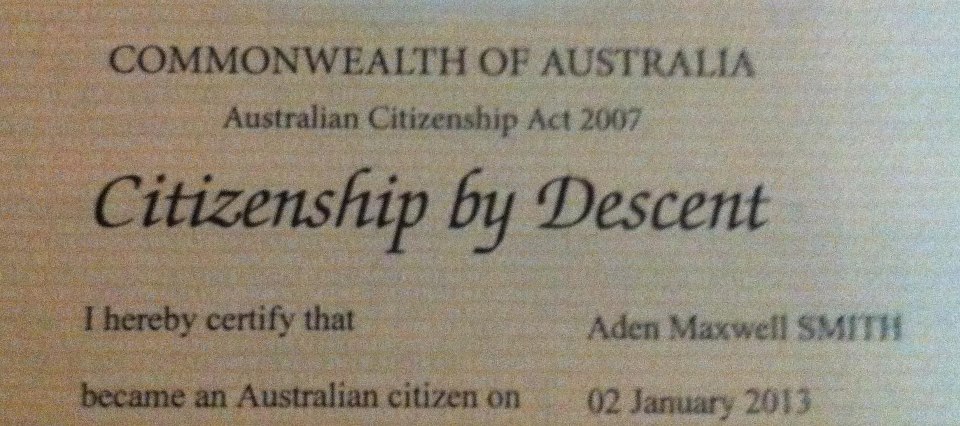 COMMONWEALTH OF AUSTRALIA
Australian Citizenship Act 2007
Citizenship by Descent
I hereby certify that Aden Maxwell SMITH
became an Australian citizen on 02 January 2013